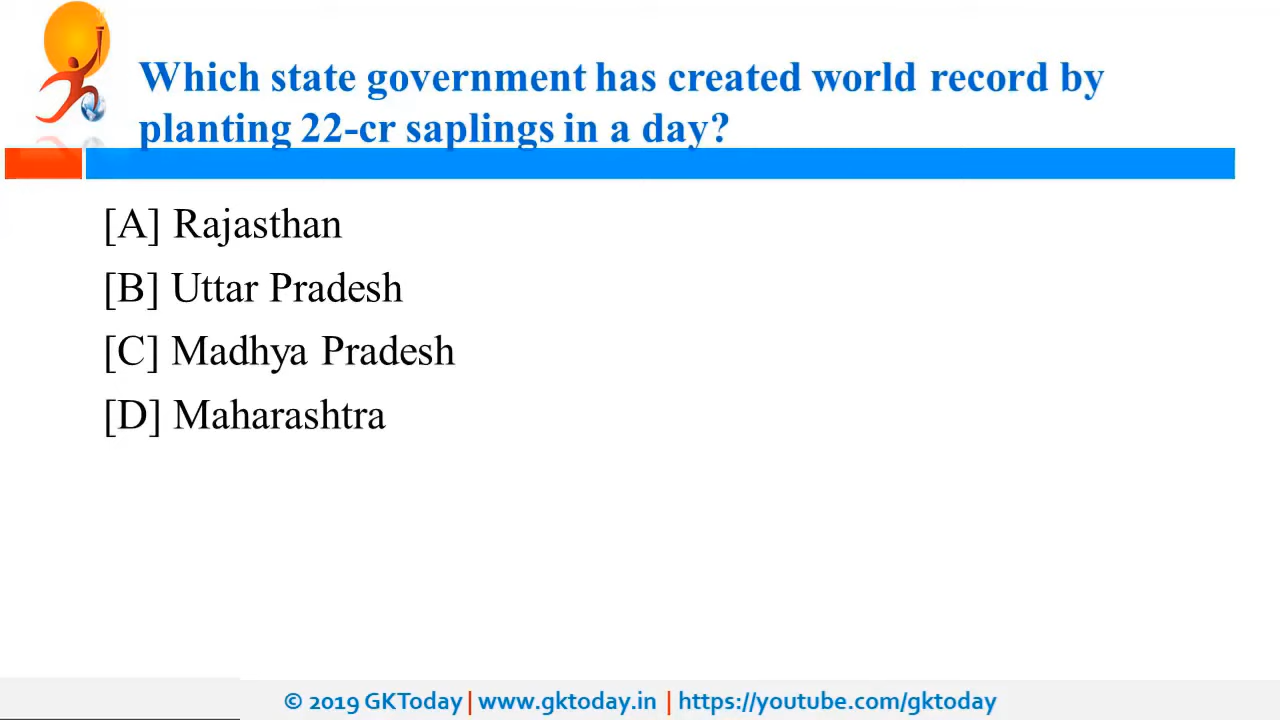 Which state government has created world record by
planting 22-cr saplings in a day?
[A] Rajasthan
[B] Uttar Pradesh
[C] Madhya Pradesh
[D] Maharashtra
© 2019 GKToday | www.gktoday.in | https://youtube.com/gktoday